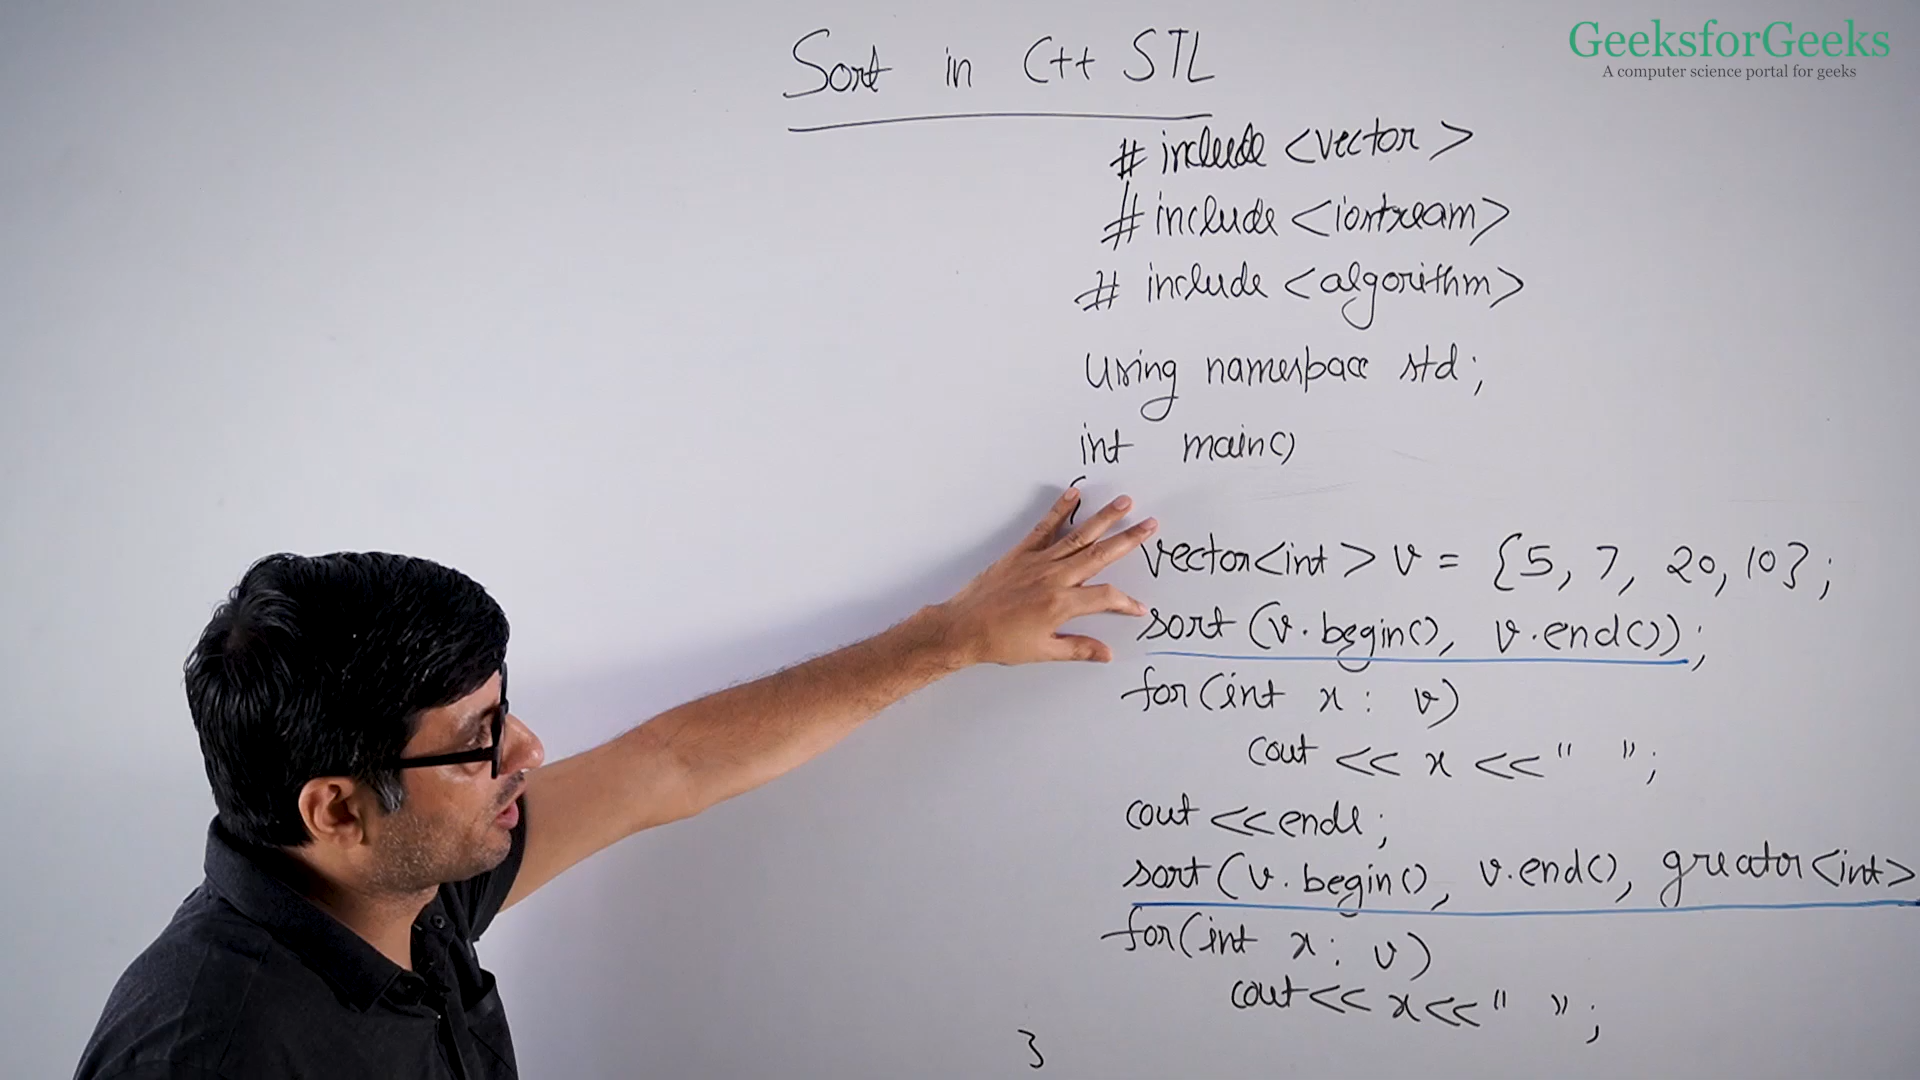 GeeksforGeeks
A computer science portal for geeks
Sort in C++ STL
# include <vector>
# include <iostream>
# include <algorithm>
using namespace std;
int main()
{
vector<int> v = {5, 7, 20, 10};
sort (v.begin(), v.end());
for(int x : v)
cout << x << " ";
cout << endl;
sort(v.begin(), v.end(), greator<int>
for(int x : v)
cout << x << " ";
}